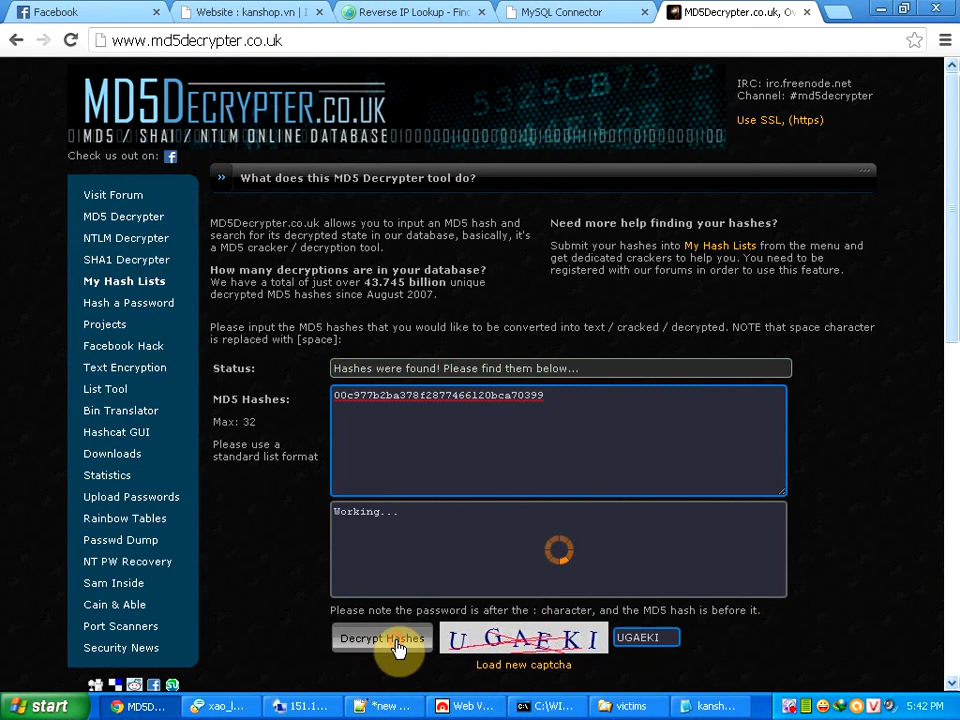 Facebook
Website : kanshop.vn | I
Reverse IP Lookup - Find
MySQL Connector
MD5Decrypter.co.uk, Ov
www.md5decrypter.co.uk
MD5DECRYPTER.CO.UK
MD5 / SHA1 / NTLM ONLINE DATABASE
IRC: irc.freenode.net
Channel: #md5decrypter
Use SSL, (https)
Check us out on:
Visit Forum
MD5 Decrypter
NTLM Decrypter
SHA1 Decrypter
My Hash Lists
Hash a Password
Projects
Facebook Hack
Text Encryption
List Tool
Bin Translator
Hashcat GUI
Downloads
Statistics
Upload Passwords
Rainbow Tables
Passwd Dump
NT PW Recovery
Sam Inside
Cain & Able
Port Scanners
Security News
What does this MD5 Decrypter tool do?
MD5Decrypter.co.uk allows you to input an MD5 hash and
search for its decrypted state in our database, basically, it's
a MD5 cracker / decryption tool.
How many decryptions are in your database?
We have a total of just over 43.745 billion unique
decrypted MD5 hashes since August 2007.
Need more help finding your hashes?
Submit your hashes into My Hash Lists from the menu and
get dedicated crackers to help you. You need to be
registered with our forums in order to use this feature.
Please input the MD5 hashes that you would like to be converted into text / cracked / decrypted. NOTE that space character
is replaced with [space]:
Status:
Hashes were found! Please find them below...
MD5 Hashes:
Max: 32
Please use a
standard list format
00c977b2ba378f2877466120bca70399
Working...
Please note the password is after the : character, and the MD5 hash is before it.
Decrypt Hashes
UGAEKI
UGAEKI
Load new captcha
start
MD5D...
xao_l...
151.1...
*new ...
Web V...
C:\WI...
victims
kansh...
5:42 PM